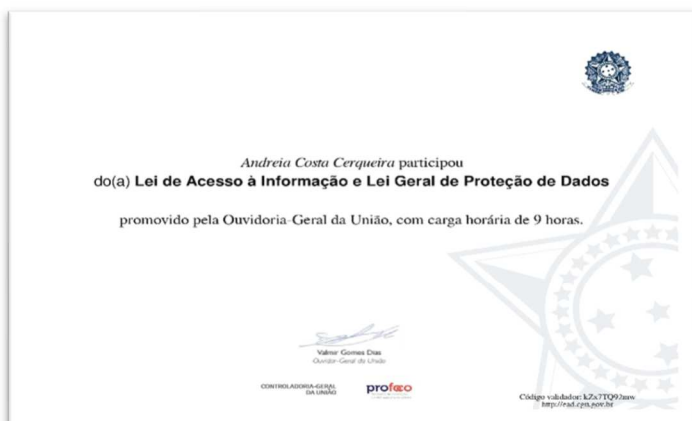 Andreia Costa Cerqueira participou
do(a) Lei de Acesso à Informação e Lei Geral de Proteção de Dados
promovido pela Ouvidoria-Geral da União, com carga horária de 9 horas.
Valmir Gomes Dias
Ouvidor-Geral da União
CONTROLADORIA-GERAL
DA UNIÃO
profoco
Código validador: kZx7TQ92mw
http://ead.cgu.gov.br